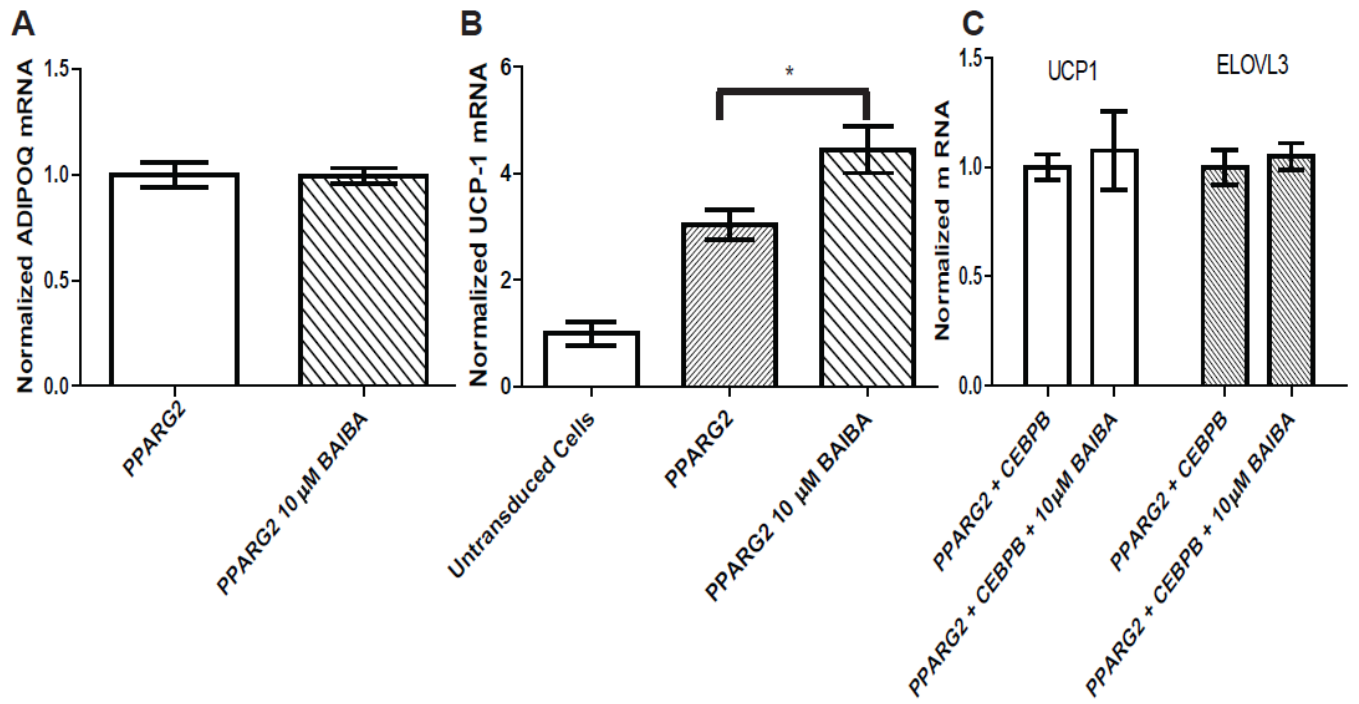 A
Normalized ADIPOQ mRNA
1.5
1.0
0.5
0.0
PPARG2
PPARG2 10 µM BAIBA
B
Normalized UCP-1 mRNA
6
4
2
0
*
Untransduced Cells
PPARG2
PPARG2 10 µM BAIBA
C
Normalized m RNA
1.5
1.0
0.5
0.0
UCP1
ELOVL3
PPARG2 + CEBPB
PPARG2 + CEBPB + 10µM BAIBA
PPARG2 + CEBPB
PPARG2 + CEBPB + 10µM BAIBA